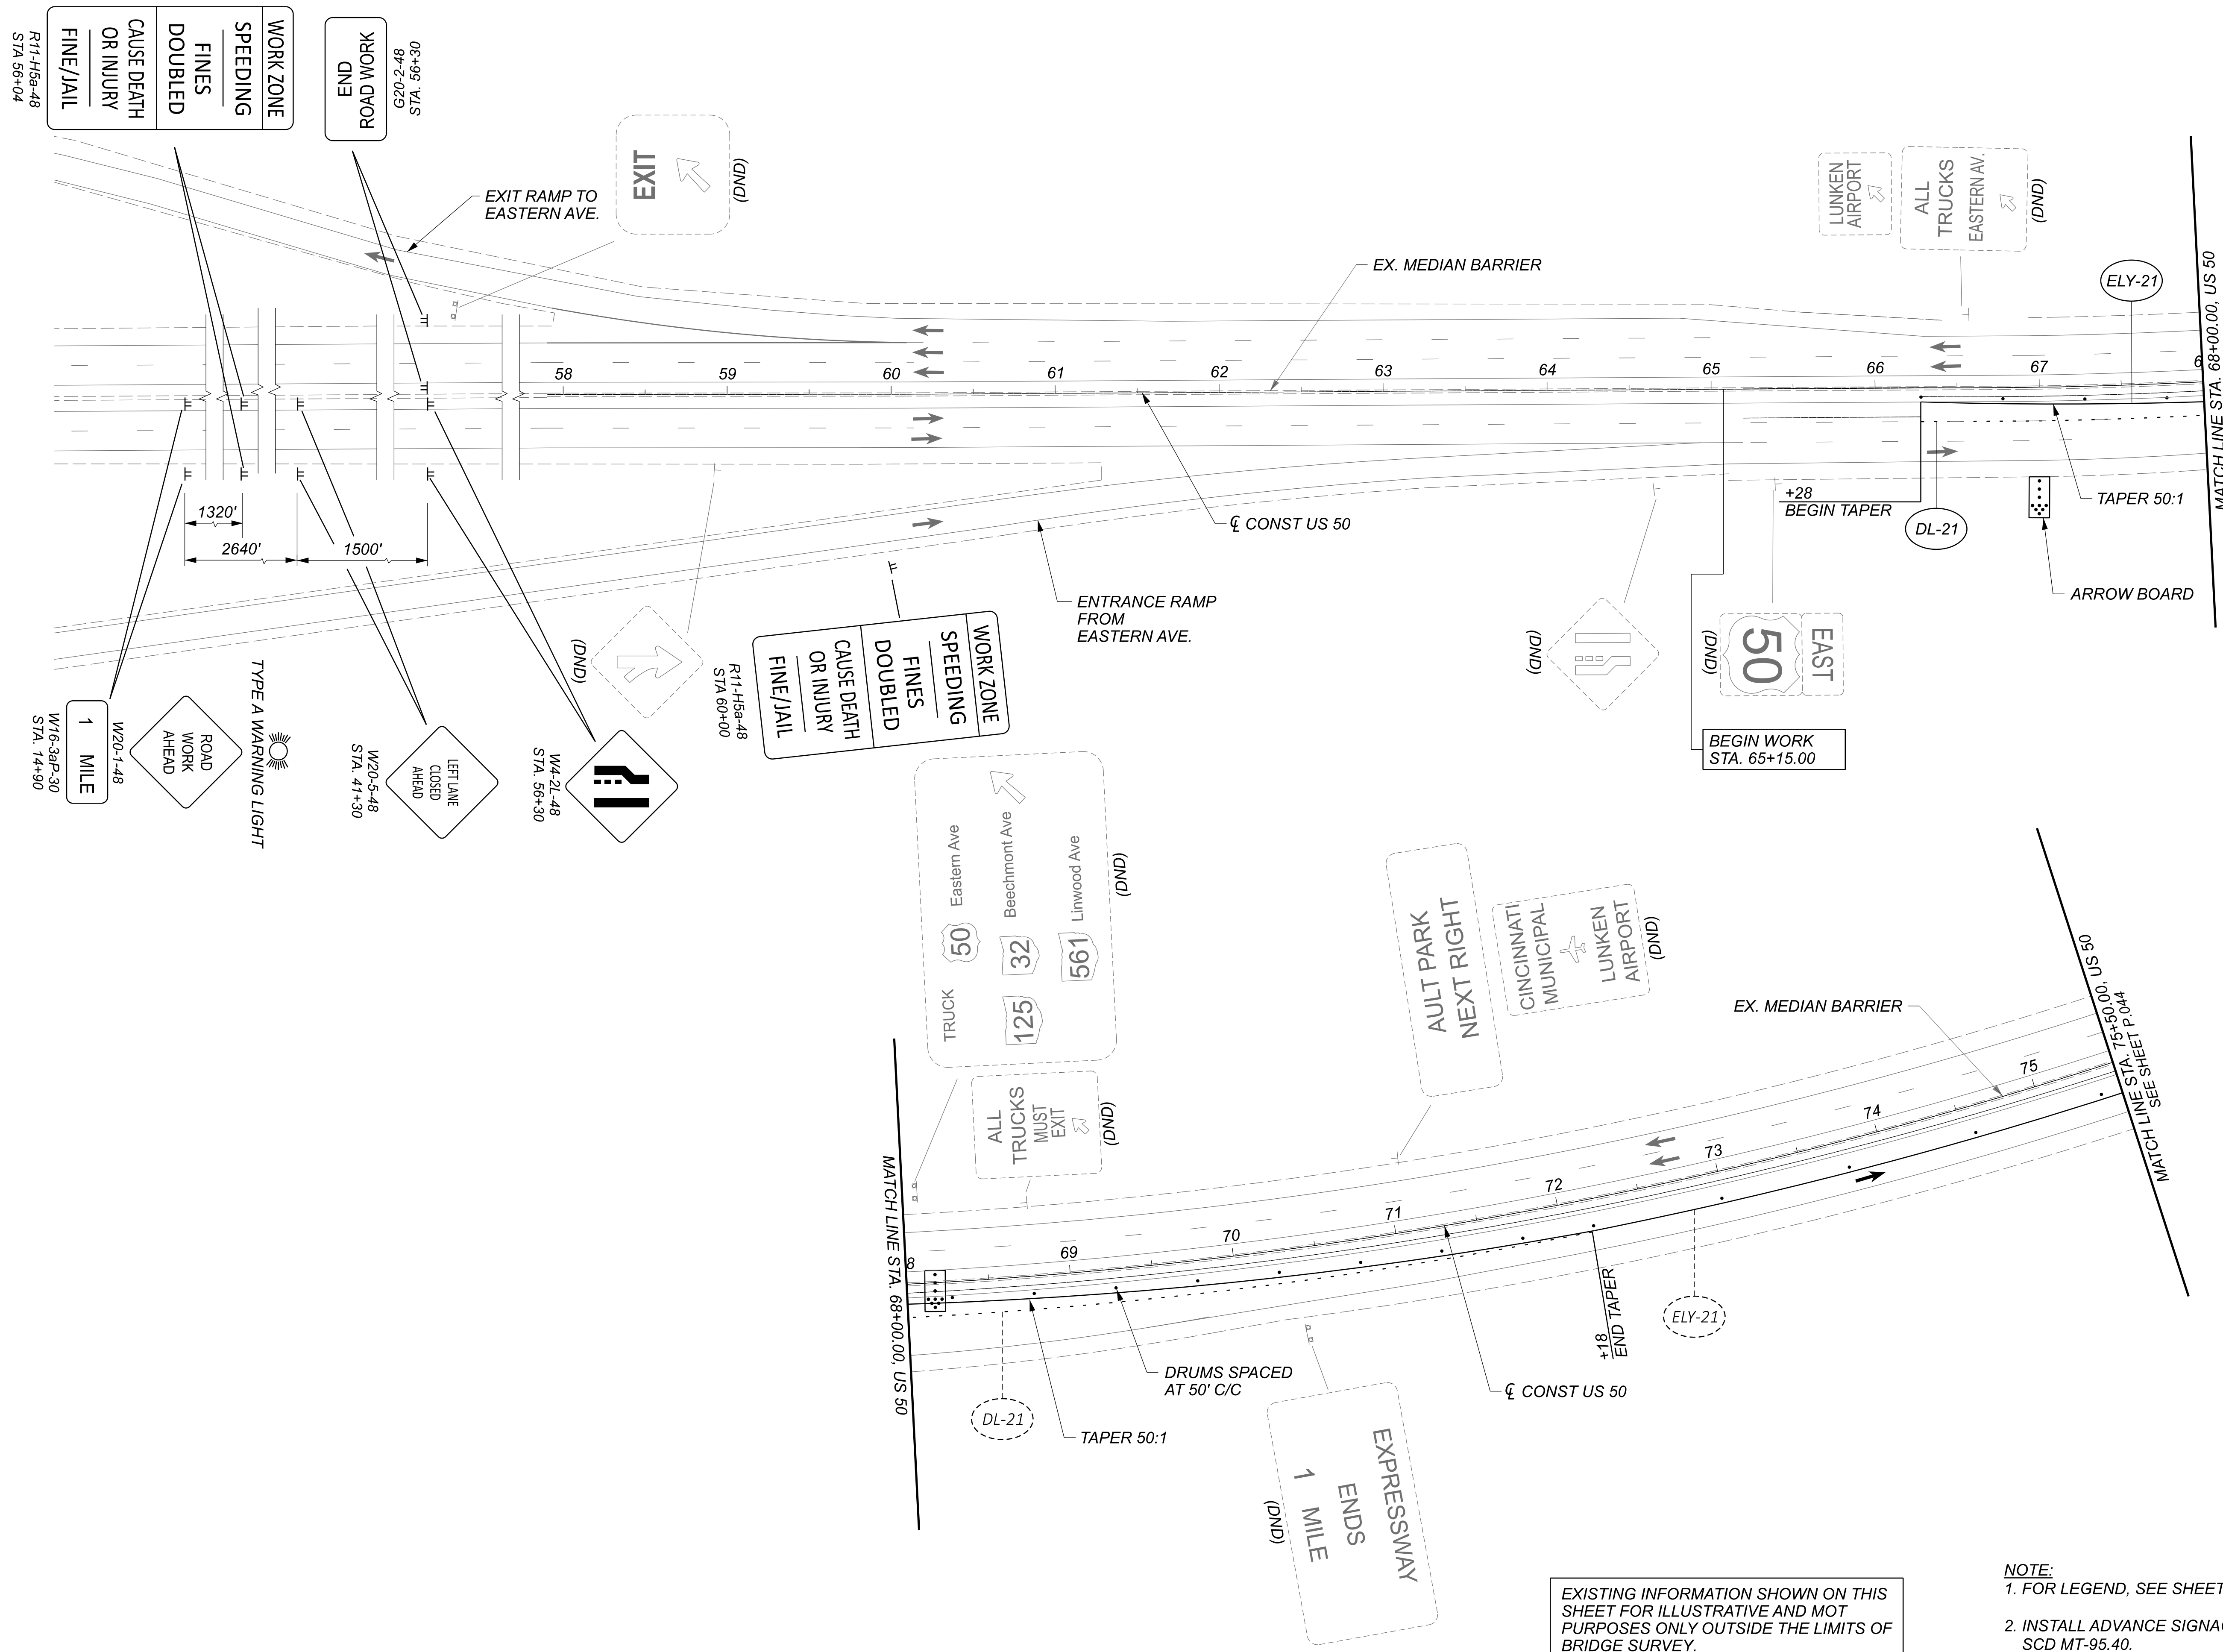 WORK ZONE
SPEEDING
FINES
DOUBLED
CAUSE DEATH
OR INJURY
FINE/JAIL
R11-H5a-48
STA 56+04
END
ROAD WORK
G20-2-48
STA. 56+30
EXIT
(DND)
EXIT RAMP TO
EASTERN AVE.
EX. MEDIAN BARRIER
LUNKEN
AIRPORT
ALL
TRUCKS
EASTERN AV.
(DND)
ELY-21
MATCH LINE STA. 68+00.00, US 50
58
59
60
61
62
63
64
65
66
67
6
1320'
2640'
1500'
℄ CONST US 50
+28
BEGIN TAPER
DL-21
TAPER 50:1
ARROW BOARD
ENTRANCE RAMP
FROM
EASTERN AVE.
(DND)
WORK ZONE
SPEEDING
FINES
DOUBLED
CAUSE DEATH
OR INJURY
FINE/JAIL
R11-H5a-48
STA 60+00
(DND)
EAST
50
(DND)
BEGIN WORK
STA. 65+15.00
TYPE A WARNING LIGHT
ROAD
WORK
AHEAD
W20-1-48
1 MILE
W16-3aP-30
STA. 14+90
LEFT LANE
CLOSED
AHEAD
W20-5-48
STA. 41+30
W4-2L-48
STA. 56+30
TRUCK 50 Eastern Ave
125 32 Beechmont Ave
561 Linwood Ave
(DND)
ALL
TRUCKS
MUST
EXIT
(DND)
AULT PARK
NEXT RIGHT
CINCINNATI
MUNICIPAL
LUNKEN
AIRPORT
(DND)
EX. MEDIAN BARRIER
MATCH LINE STA. 75+50.00, US 50
SEE SHEET P.044
MATCH LINE STA. 68+00.00, US 50
8
69
70
71
72
73
74
75
DL-21
TAPER 50:1
DRUMS SPACED
AT 50' C/C
℄ CONST US 50
+18
END TAPER
ELY-21
EXPRESSWAY
ENDS
1 MILE
(DND)
EXISTING INFORMATION SHOWN ON THIS
SHEET FOR ILLUSTRATIVE AND MOT
PURPOSES ONLY OUTSIDE THE LIMITS OF
BRIDGE SURVEY.
NOTE:
1. FOR LEGEND, SEE SHEET
2. INSTALL ADVANCE SIGNAG
SCD MT-95.40.